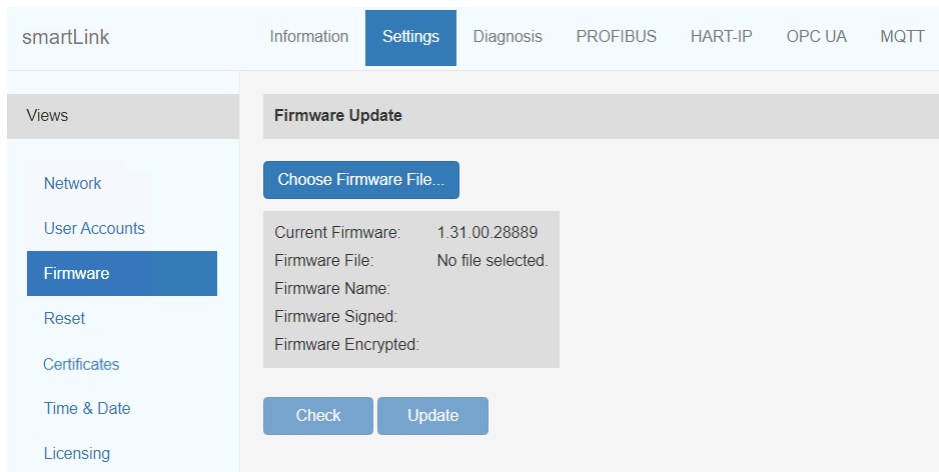 smartLink Information Settings Diagnosis PROFIBUS HART-IP OPC UA MQTT
Views
Network
User Accounts
Firmware
Reset
Certificates
Time & Date
Licensing
Firmware Update
Choose Firmware File...
Current Firmware: 1.31.00.28889
Firmware File: No file selected.
Firmware Name:
Firmware Signed:
Firmware Encrypted:
Check Update